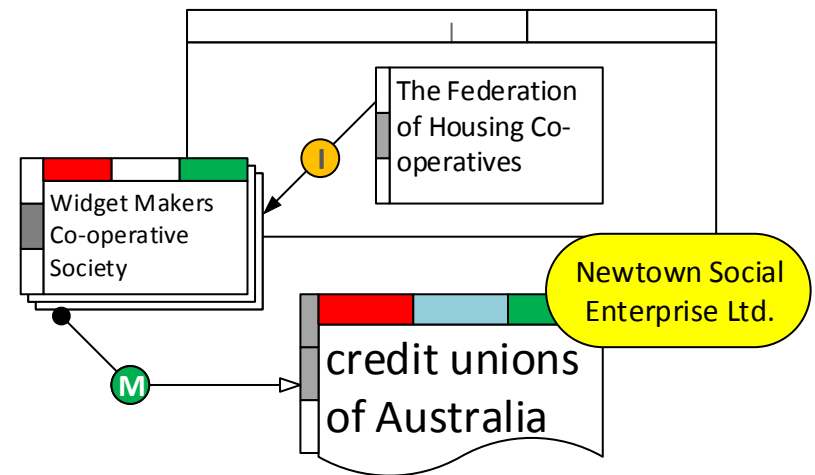 The Federation
of Housing Co-
operatives
I
Widget Makers
Co-operative
Society
Newtown Social
Enterprise Ltd.
credit unions
of Australia
M